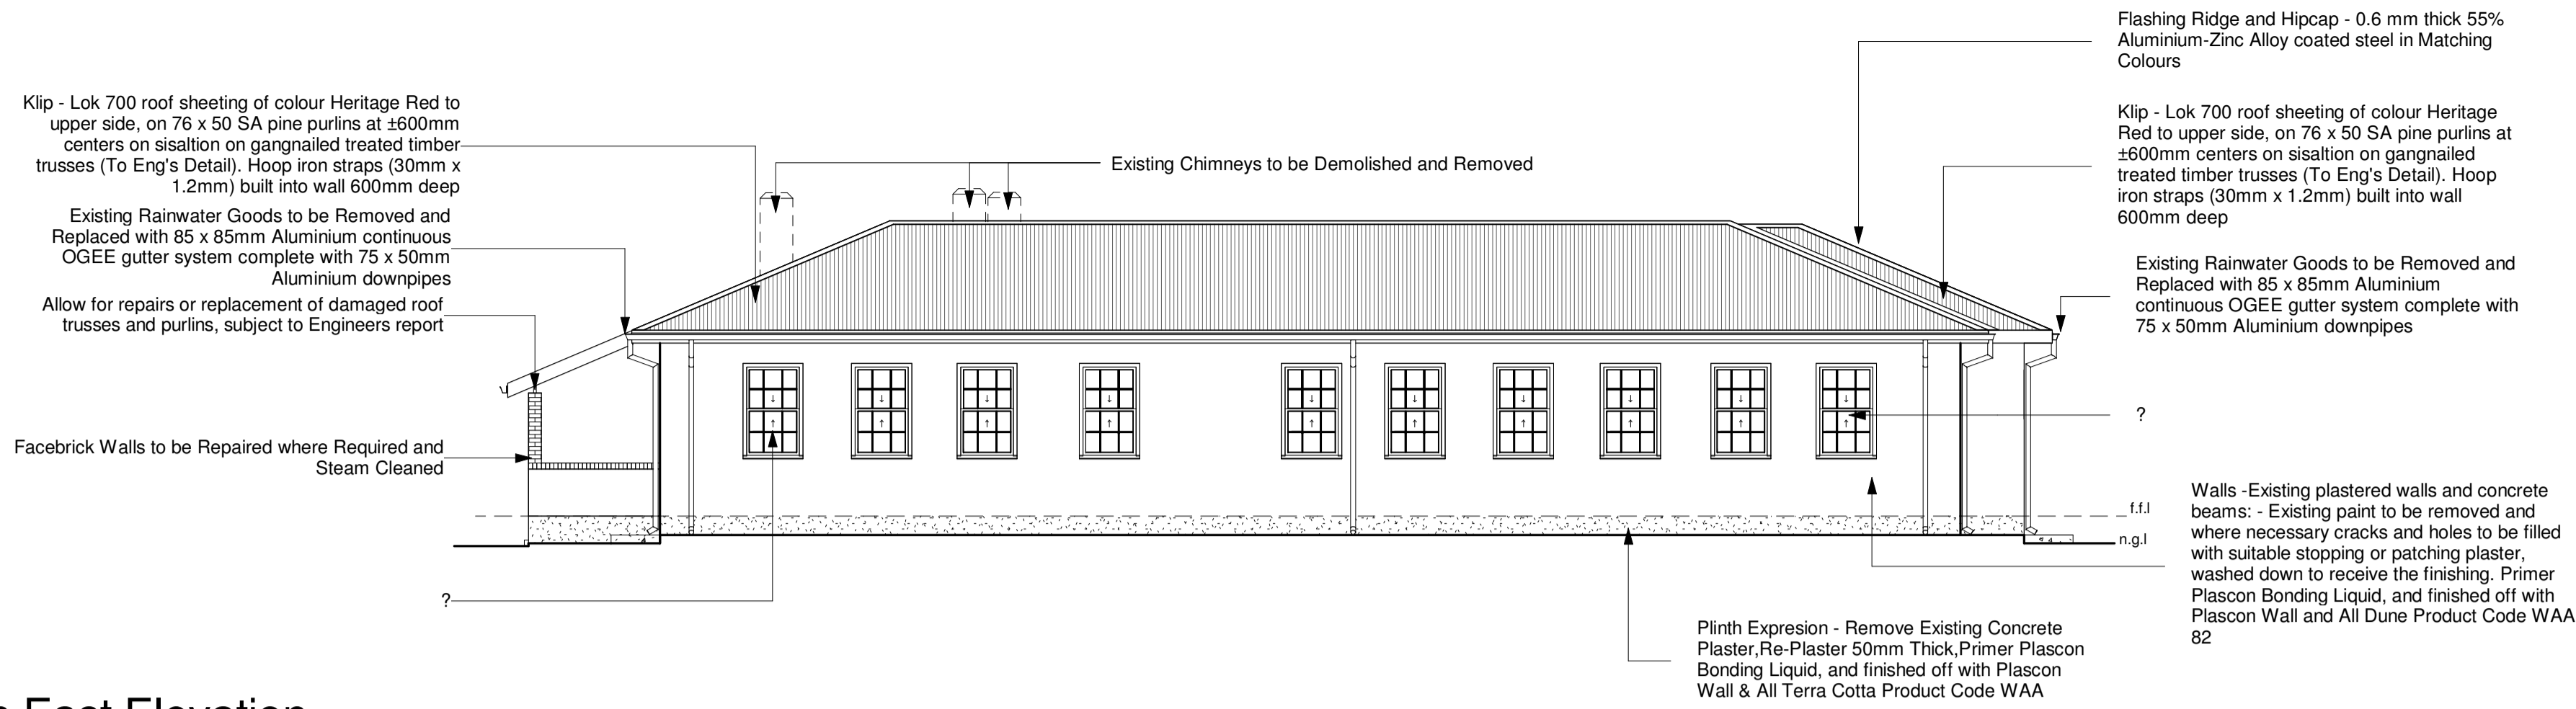 Flashing Ridge and Hipcap - 0.6 mm thick 55%
Aluminium-Zinc Alloy coated steel in Matching
Colours
Klip - Lok 700 roof sheeting of colour Heritage Red to
upper side, on 76 x 50 SA pine purlins at ±600mm
centers on sisaltion on gangnailed treated timber
trusses (To Eng's Detail). Hoop iron straps (30mm x
1.2mm) built into wall 600mm deep
Existing Rainwater Goods to be Removed and
Replaced with 85 x 85mm Aluminium continuous
OGEE gutter system complete with 75 x 50mm
Aluminium downpipes
Allow for repairs or replacement of damaged roof
trusses and purlins, subject to Engineers report
Facebrick Walls to be Repaired where Required and
Steam Cleaned
?
Existing Chimneys to be Demolished and Removed
Klip - Lok 700 roof sheeting of colour Heritage
Red to upper side, on 76 x 50 SA pine purlins at
±600mm centers on sisaltion on gangnailed
treated timber trusses (To Eng's Detail). Hoop
iron straps (30mm x 1.2mm) built into wall
600mm deep
Existing Rainwater Goods to be Removed and
Replaced with 85 x 85mm Aluminium
continuous OGEE gutter system complete with
75 x 50mm Aluminium downpipes
?
f.f.l
n.g.l
Walls -Existing plastered walls and concrete
beams: - Existing paint to be removed and
where necessary cracks and holes to be filled
with suitable stopping or patching plaster,
washed down to receive the finishing. Primer
Plascon Bonding Liquid, and finished off with
Plascon Wall and All Dune Product Code WAA
82
Plinth Expresion - Remove Existing Concrete
Plaster,Re-Plaster 50mm Thick,Primer Plascon
Bonding Liquid, and finished off with Plascon
Wall & All Terra Cotta Product Code WAA
East Elevation